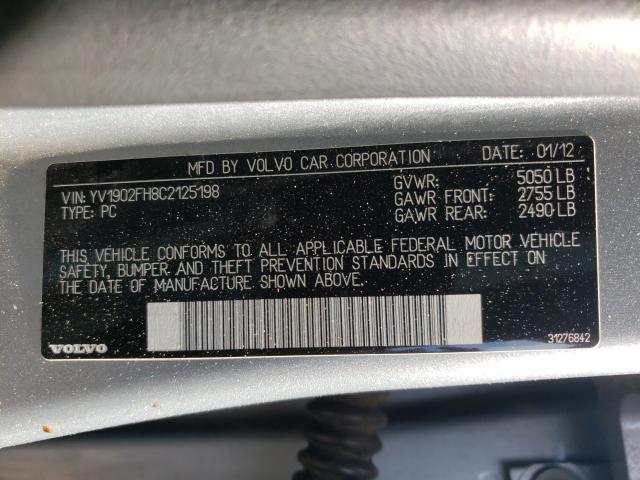 MFD BY VOLVO CAR CORPORATION DATE: 01/12
VIN: YV1902FH8C2125198 GVWR: 5050 LB
TYPE: PC GAWR FRONT: 2755 LB
GAWR REAR: 2490 LB
THIS VEHICLE CONFORMS TO ALL APPLICABLE FEDERAL MOTOR VEHICLE
SAFETY, BUMPER AND THEFT PREVENTION STANDARDS IN EFFECT ON
THE DATE OF MANUFACTURE SHOWN ABOVE.
VOLVO 31276842